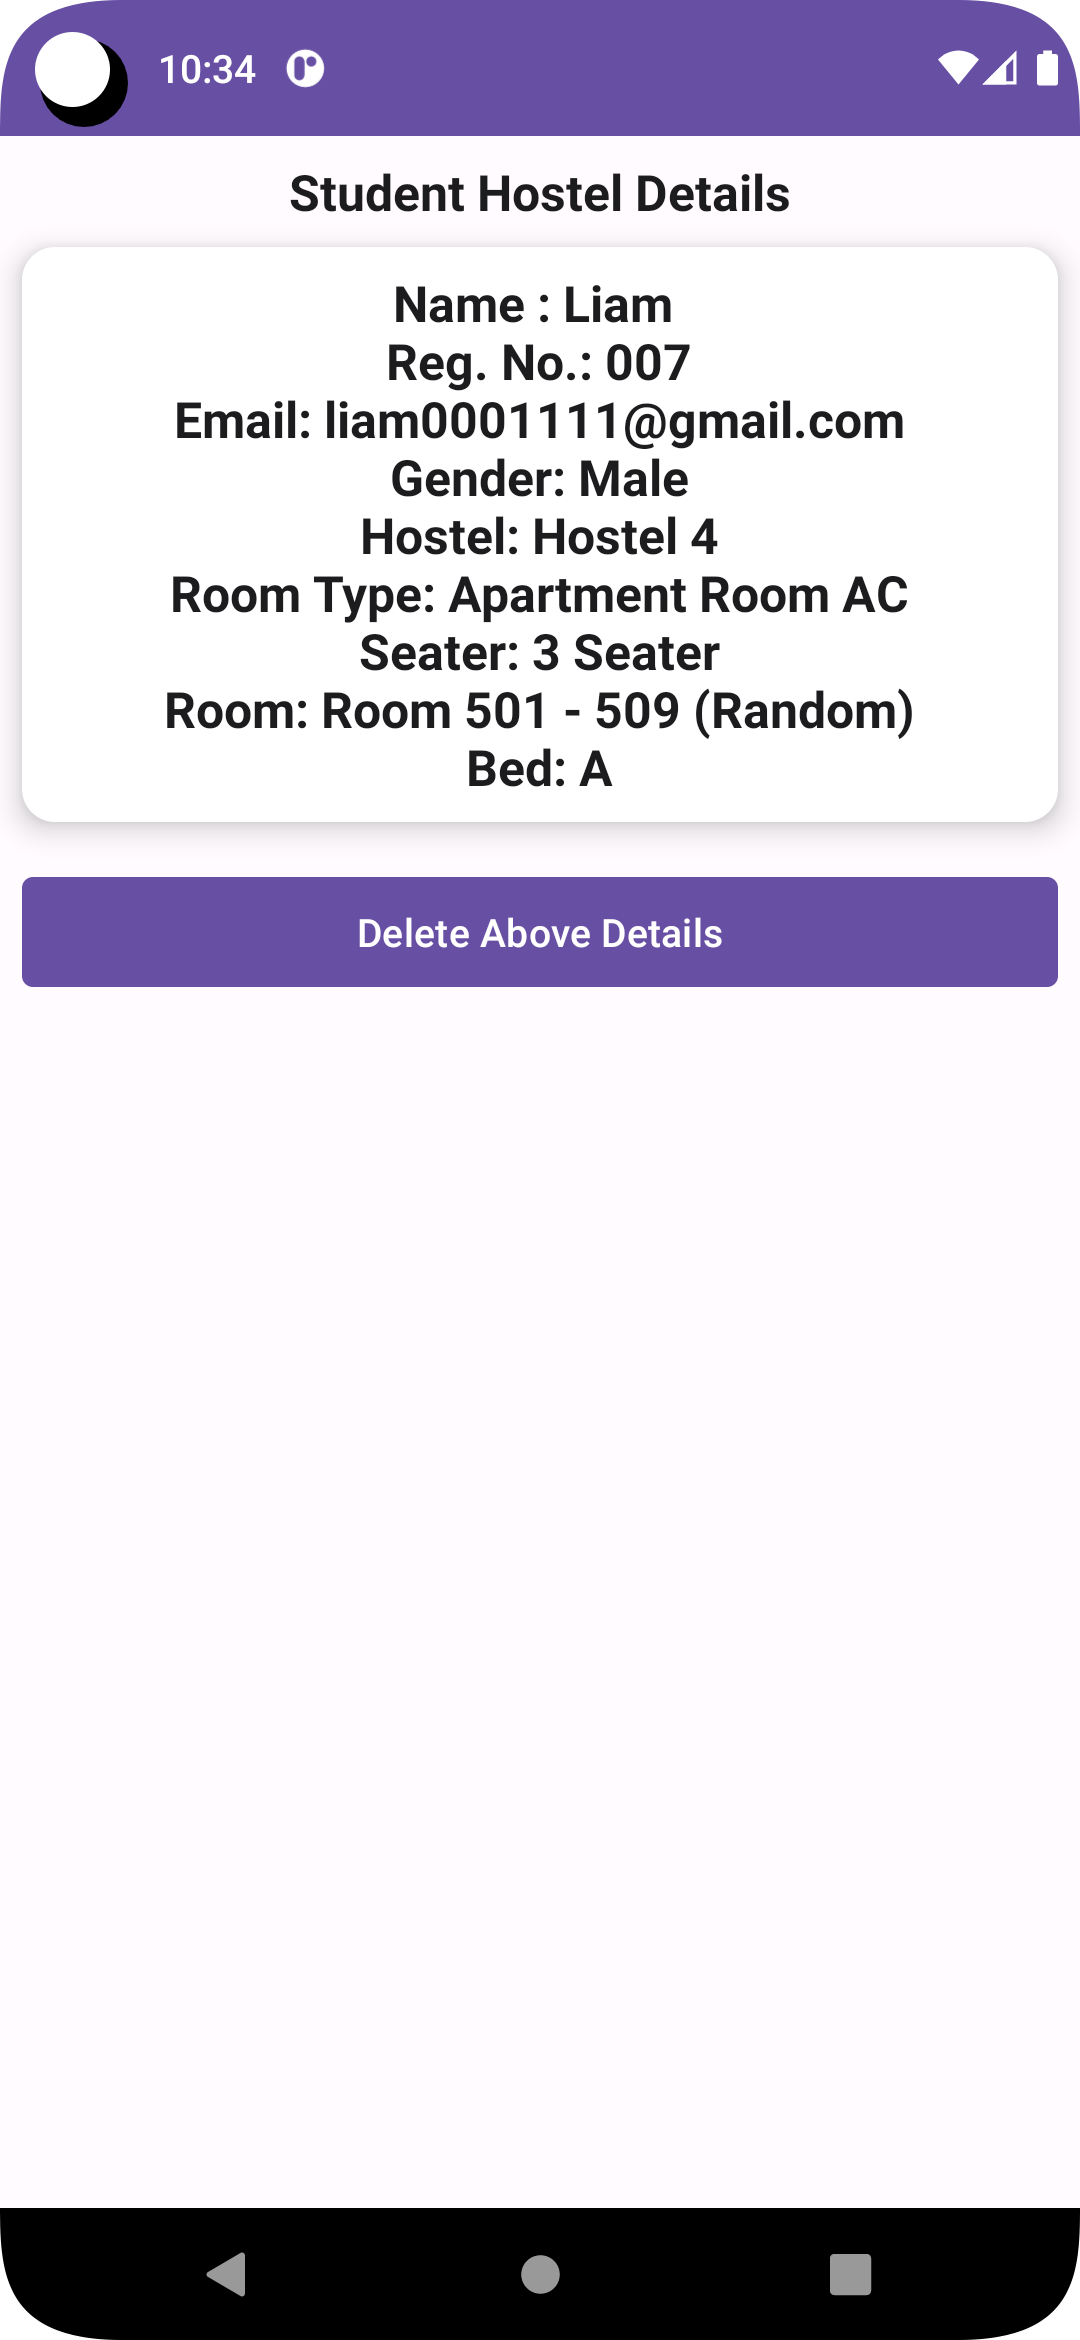 10:34
Student Hostel Details
Name : Liam
Reg. No.: 007
Email: liam0001111@gmail.com
Gender: Male
Hostel: Hostel 4
Room Type: Apartment Room AC
Seater: 3 Seater
Room: Room 501 - 509 (Random)
Bed: A
Delete Above Details